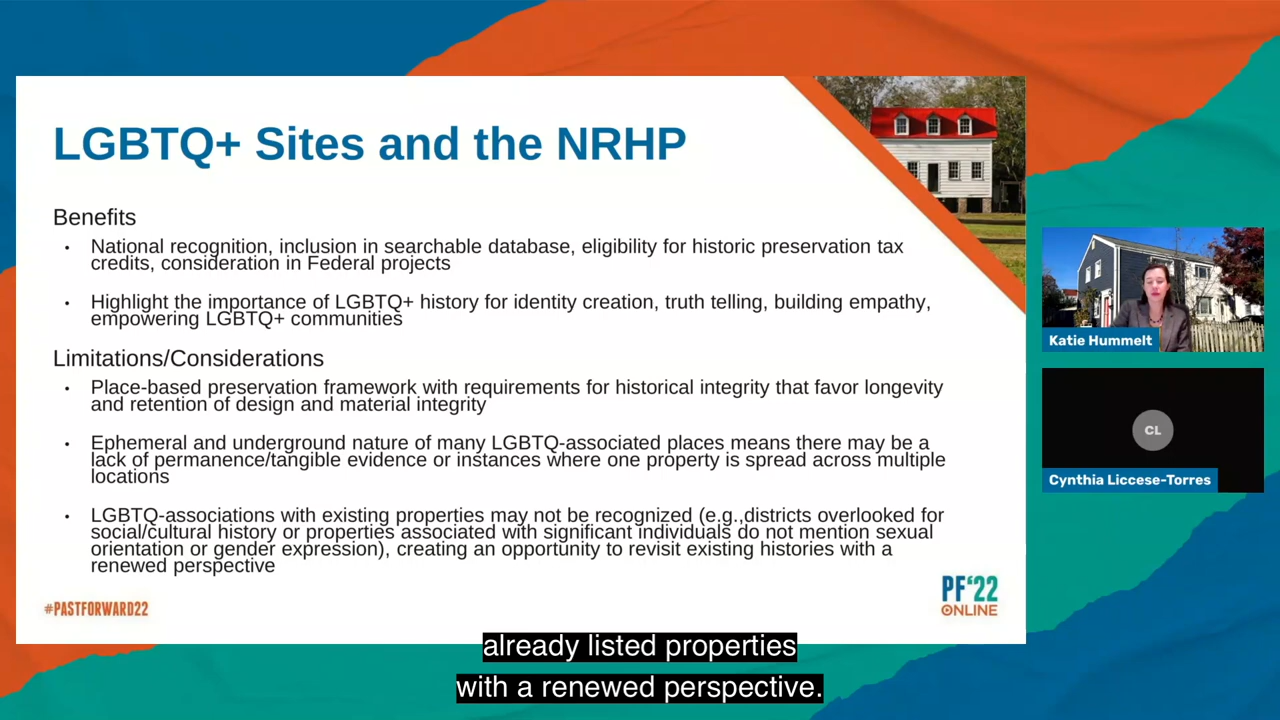 LGBTQ+ Sites and the NRHP
Benefits
• National recognition, inclusion in searchable database, eligibility for historic preservation tax
credits, consideration in Federal projects
• Highlight the importance of LGBTQ+ history for identity creation, truth telling, building empathy,
empowering LGBTQ+ communities
Limitations/Considerations
• Place-based preservation framework with requirements for historical integrity that favor longevity
and retention of design and material integrity
• Ephemeral and underground nature of many LGBTQ-associated places means there may be a
lack of permanence/tangible evidence or instances where one property is spread across multiple
locations
• LGBTQ-associations with existing properties may not be recognized (e.g.,districts overlooked for
social/cultural history or properties associated with significant individuals do not mention sexual
orientation or gender expression), creating an opportunity to revisit existing histories with a
renewed perspective
#PASTFORWARD22
PF'22
ONLINE
Katie Hummelt
CL
Cynthia Liccese-Torres
already listed properties
with a renewed perspective.